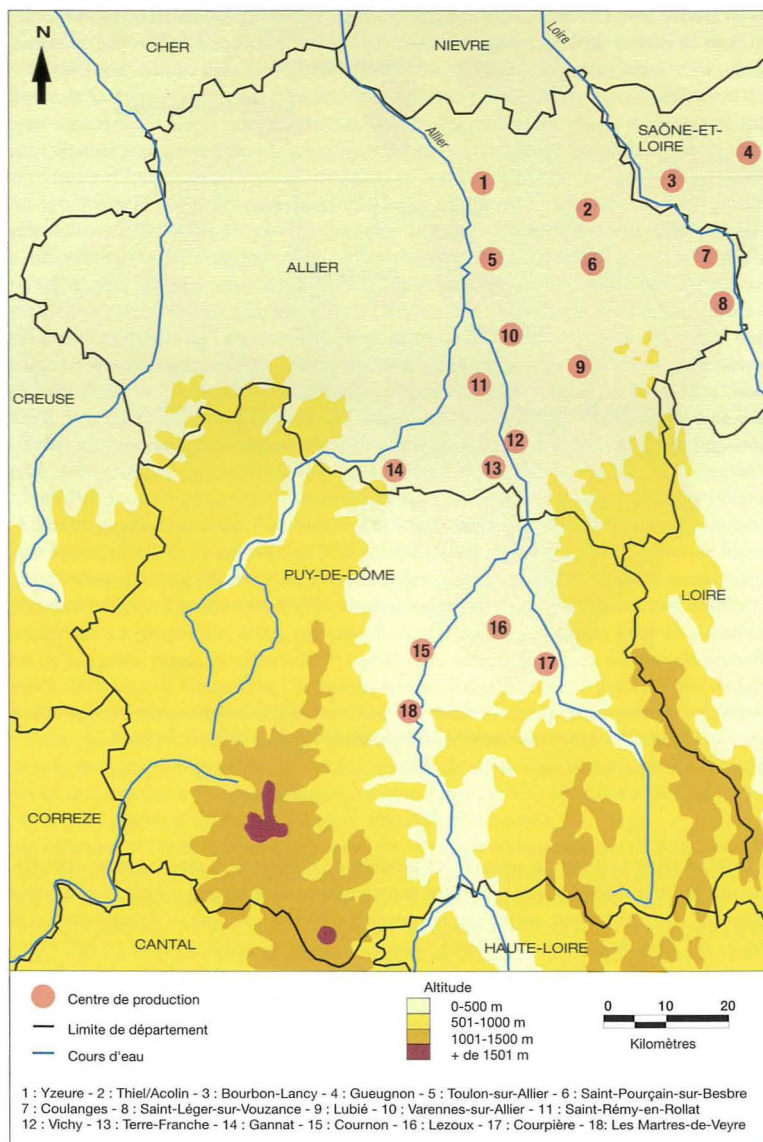 N
CHER
NIEVRE
Loire
SAÔNE-ET-
LOIRE
4
3
Allier
1
2
ALLIER
5
6
7
8
10
9
CREUSE
11
12
13
14
PUY-DE-DÔME
LOIRE
16
15
17
18
CORREZE
CANTAL
HAUTE-LOIRE
Centre de production
Limite de département
Cours d'eau
Altitude
0-500 m
501-1000 m
1001-1500 m
+ de 1501 m
0 10 20
Kilomètres
1 : Yzeure - 2 : Thiel/Acolin - 3 : Bourbon-Lancy - 4 : Gueugnon - 5 : Toulon-sur-Allier - 6 : Saint-Pourçain-sur-Besbre
7 : Coulanges - 8 : Saint-Léger-sur-Vouzance - 9 : Lubié - 10 : Varennes-sur-Allier - 11 : Saint-Rémy-en-Rollat
12 : Vichy - 13 : Terre-Franche - 14 : Gannat - 15 : Cournon - 16 : Lezoux - 17 : Courpière - 18: Les Martres-de-Veyre